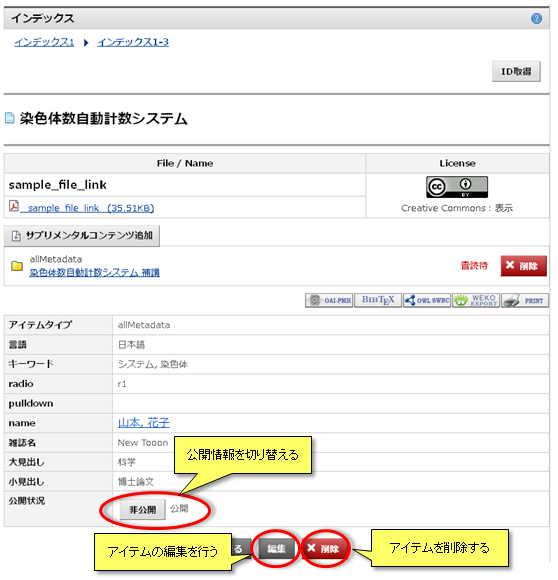 インデックス ?
インデックス1 インデックス1-3
ID取得
染色体数自動計数システム
File / Name License
sample_file_link
cc BY
sample_file_link (35.51KB) Creative Commons : 表示
サプリメンタルコンテンツ追加
allMetadata
染色体数自動計数システム 補講 査読待 削除
OAI-PMH BIBTEX OWL SWRC WEKO EXPORT PRINT
アイテムタイプ allMetadata
言語 日本語
キーワード システム, 染色体
radio r1
pulldown
name 山本, 花子
雑誌名 New Tooon
公開情報を切り替える
大見出し 科学
小見出し 博士論文
公開状況 非公開 公開
アイテムの編集を行う る 編集 削除 アイテムを削除する